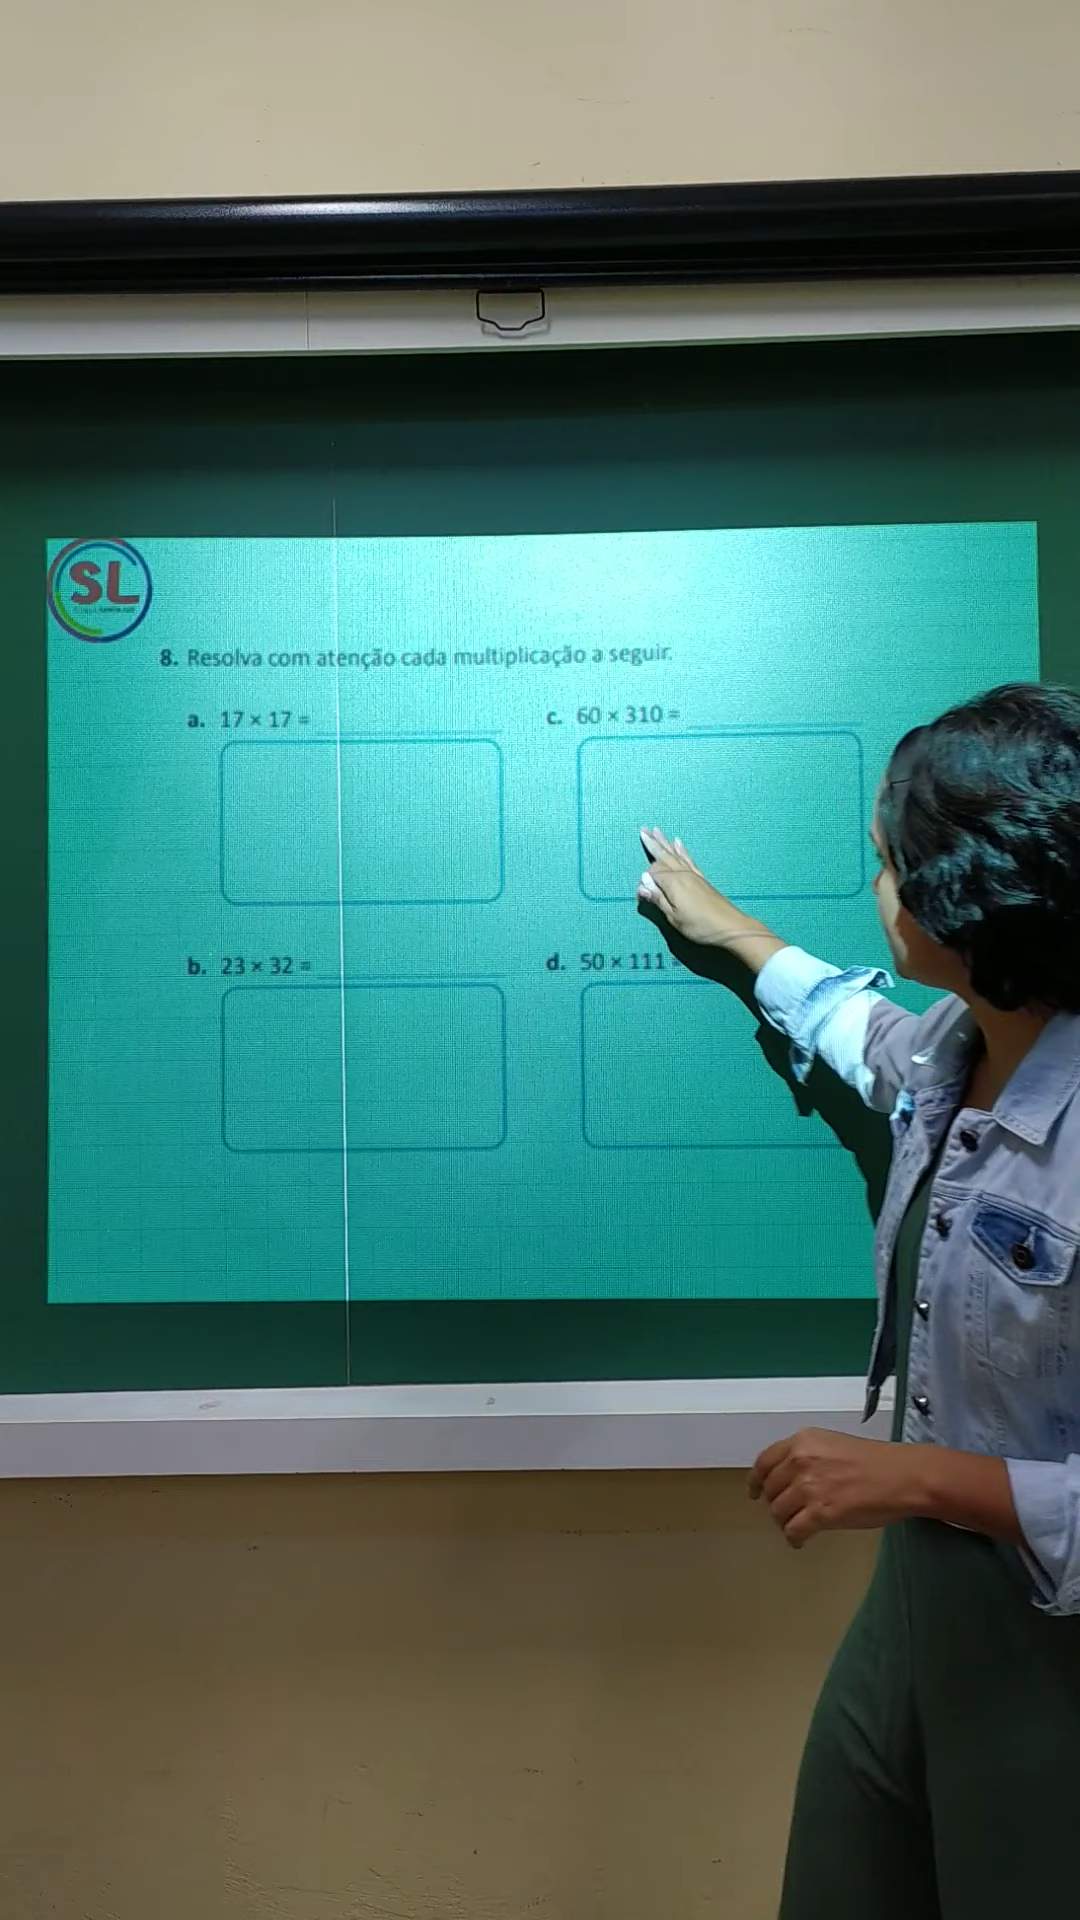 SL
8. Resolva com atenção cada multiplicação a seguir.
a. 17 × 17 =
c. 60 × 310 =
b. 23 × 32 =
d. 50 × 111 =